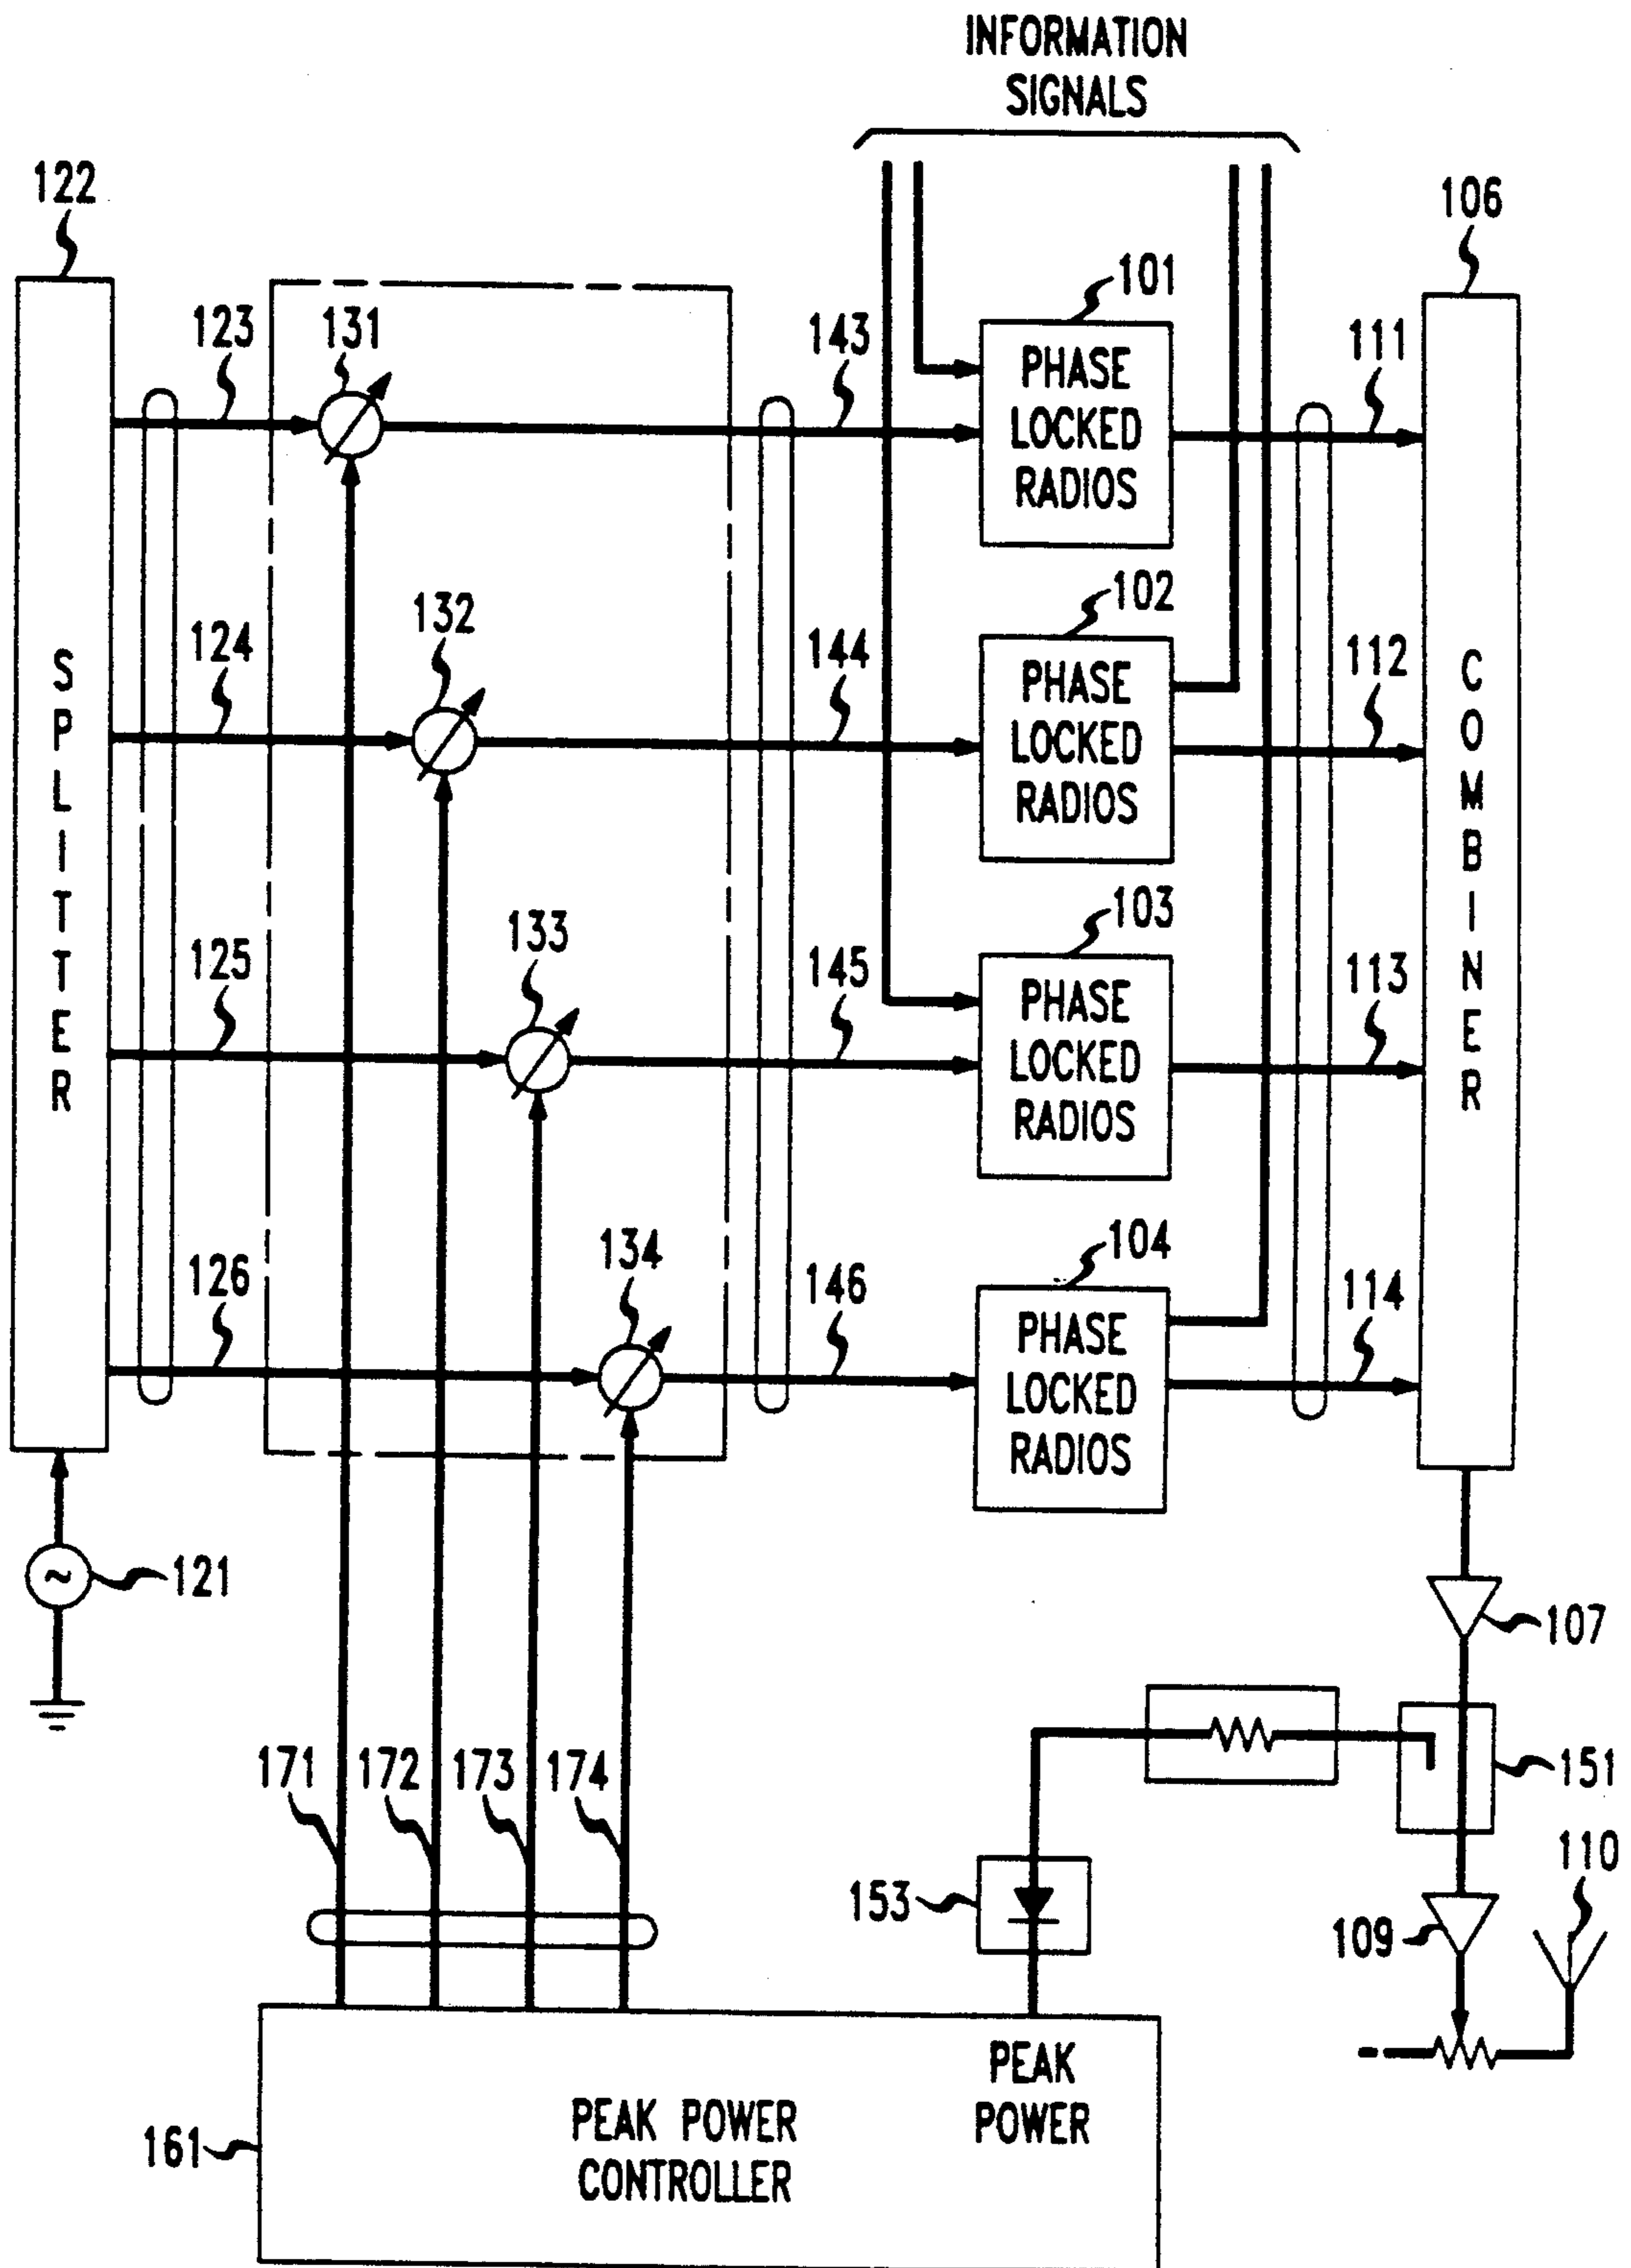 INFORMATION
SIGNALS
122
106
123
131
143
101
111
PHASE
LOCKED
RADIOS
124
132
144
102
112
PHASE
LOCKED
RADIOS
SPLITTER
COMBINER
125
133
145
103
113
PHASE
LOCKED
RADIOS
126
134
146
104
114
PHASE
LOCKED
RADIOS
~
121
107
171
172
173
174
151
153
110
109
PEAK
POWER
PEAK POWER
CONTROLLER
161